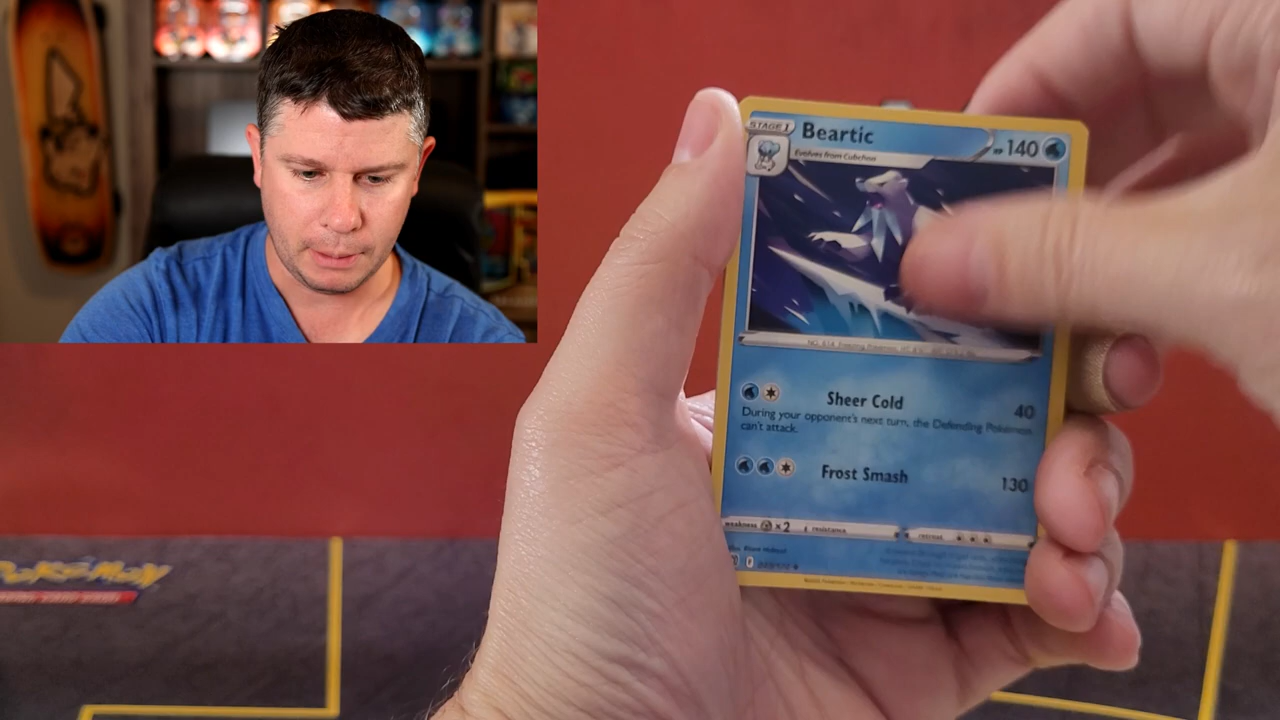 STAGE 1
Beartic
HP 140
Evolves from Cubchoo
Sheer Cold 40
During your opponent's next turn, the Defending Pokémon
can't attack.
Frost Smash 130
weakness ×2 resistance retreat
POKÉMON